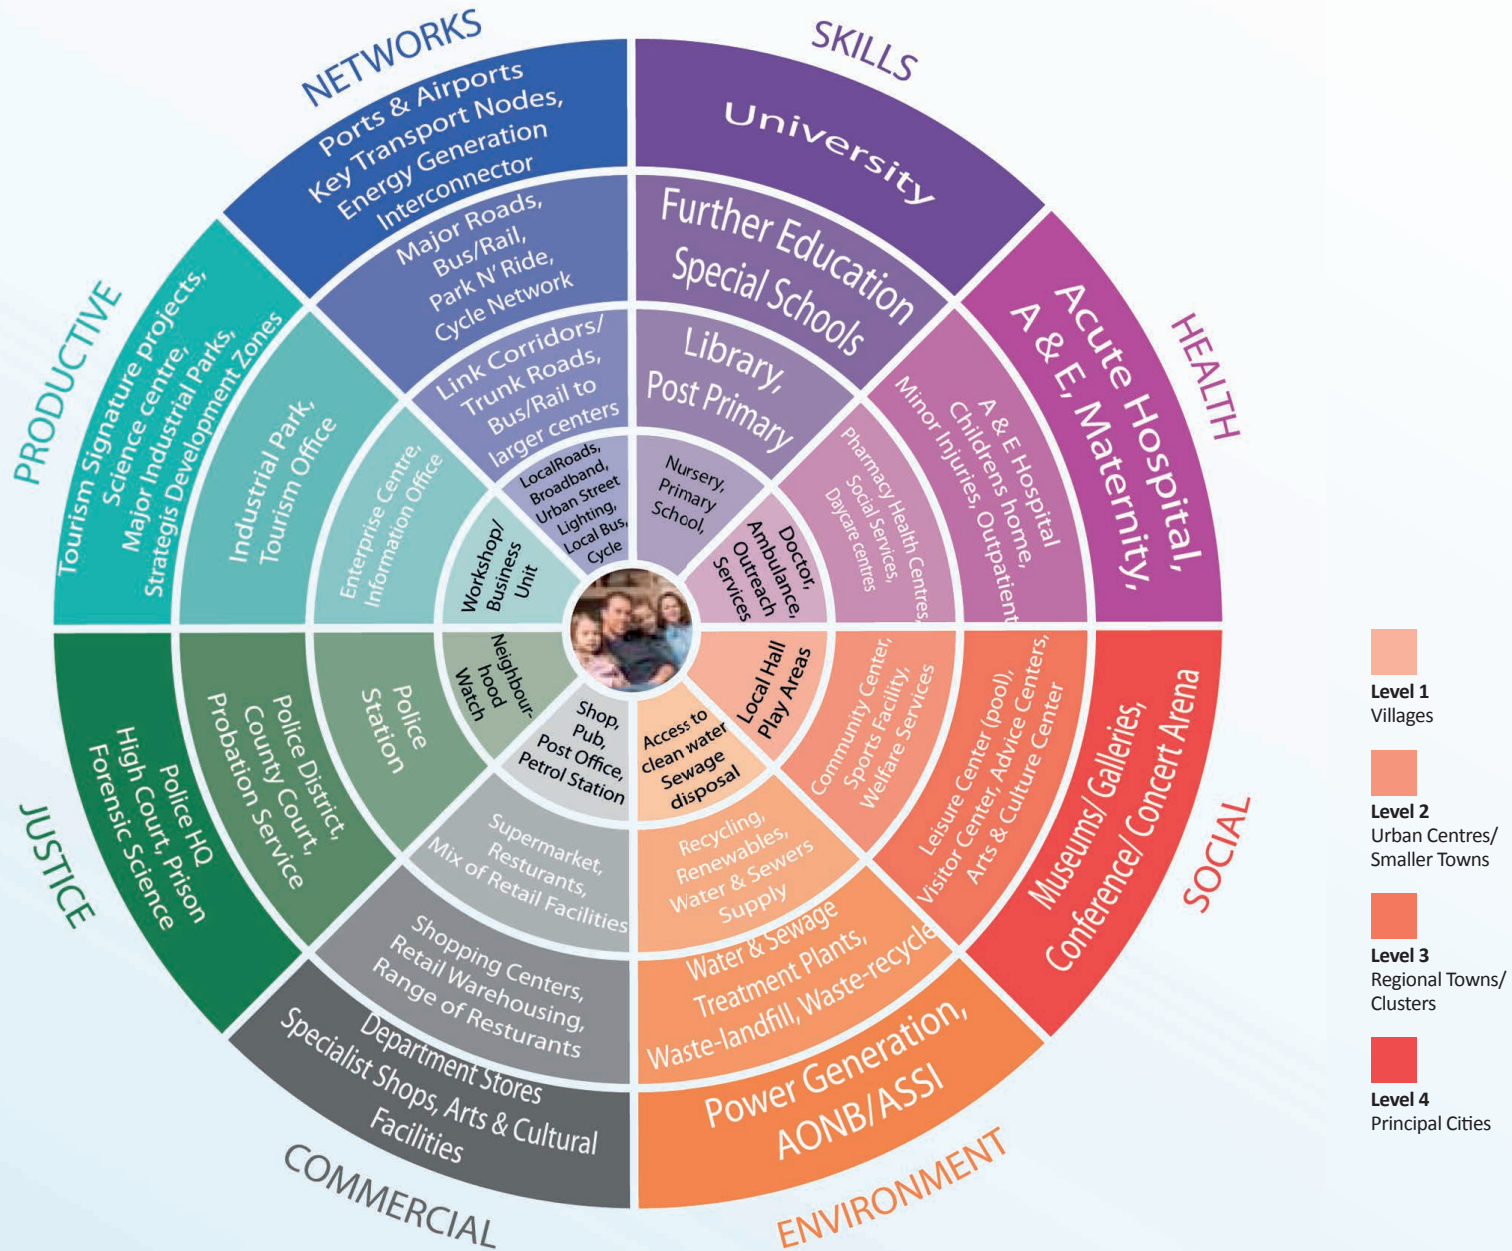 NETWORKS
Ports & Airports
Key Transport Nodes,
Energy Generation
Interconnector
Major Roads,
Bus/Rail,
Park N' Ride,
Cycle Network
Link Corridors/
Trunk Roads,
Bus/Rail to
larger centers
LocalRoads,
Broadband,
Urban Street
Lighting,
Local Bus,
Cycle
SKILLS
University
Further Education
Special Schools
Library,
Post Primary
Nursery,
Primary
School,
HEALTH
Acute Hospital,
A & E, Maternity,
A & E Hospital
Childrens home,
Minor Injuries, Outpatient
Pharmacy Health Centres,
Social Services,
Daycare centres
Doctor,
Ambulance,
Outreach
Services
SOCIAL
Museums/ Galleries,
Conference/ Concert Arena
Leisure Center (pool),
Visitor Center, Advice Centers,
Arts & Culture Center
Community Center,
Sports Facility,
Welfare Services
Local Hall
Play Areas
ENVIRONMENT
Power Generation,
AONB/ASSI
Water & Sewage
Treatment Plants,
Waste-landfill, Waste-recycle
Recycling,
Renewables,
Water & Sewers
Supply
Access to
clean water
Sewage
disposal
COMMERCIAL
Department Stores
Specialist Shops, Arts & Cultural
Facilities
Shopping Centers,
Retail Warehousing,
Range of Resturants
Supermarket,
Resturants,
Mix of Retail Facilities
Shop,
Pub,
Post Office,
Petrol Station
JUSTICE
Police HQ
High Court, Prison
Forensic Science
Police District,
County Court,
Probation Service
Police
Station
Neighbour-
hood
Watch
PRODUCTIVE
Tourism Signature projects,
Science centre,
Major Industrial Parks,
Strategis Development Zones
Industrial Park,
Tourism Office
Enterprise Centre,
Information Office
Workshop/
Business
Unit
Level 1
Villages
Level 2
Urban Centres/
Smaller Towns
Level 3
Regional Towns/
Clusters
Level 4
Principal Cities